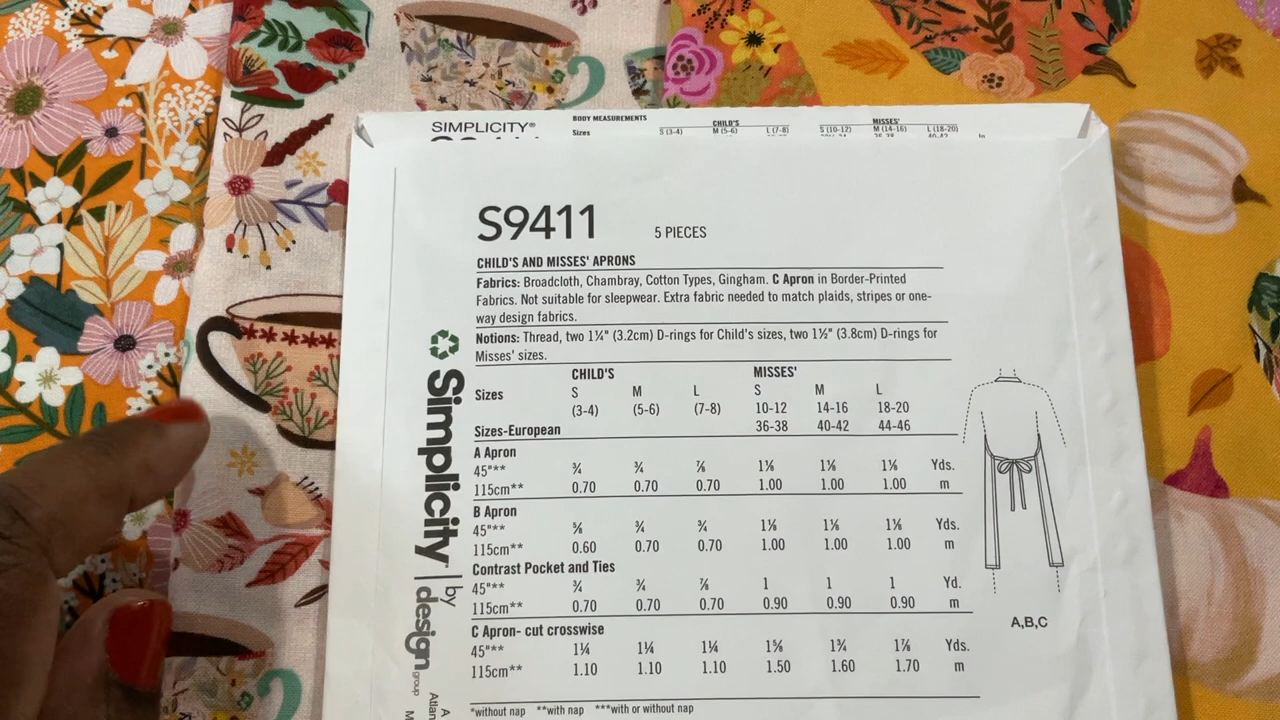 SIMPLICITY®
BODY MEASUREMENTS
CHILD'S
MISSES'
Sizes S (3-4) M (5-6) L (7-8) S (10-12) M (14-16) L (18-20)
S9411 5 PIECES
CHILD'S AND MISSES' APRONS
Fabrics: Broadcloth, Chambray, Cotton Types, Gingham. C Apron in Border-Printed
Fabrics. Not suitable for sleepwear. Extra fabric needed to match plaids, stripes or one-
way design fabrics.
Notions: Thread, two 1¼" (3.2cm) D-rings for Child's sizes, two 1½" (3.8cm) D-rings for
Misses' sizes.
CHILD'S MISSES'
Sizes S M L S M L
(3-4) (5-6) (7-8) 10-12 14-16 18-20
Sizes-European 36-38 40-42 44-46
A Apron
45"** ¾ ¾ ⅞ 1⅛ 1⅛ 1⅛ Yds.
115cm** 0.70 0.70 0.70 1.00 1.00 1.00 m
B Apron
45"** ⅝ ¾ ¾ 1⅛ 1⅛ 1⅛ Yds.
115cm** 0.60 0.70 0.70 1.00 1.00 1.00 m
Contrast Pocket and Ties
45"** ¾ ¾ ⅞ 1 1 1 Yd.
115cm** 0.70 0.70 0.70 0.90 0.90 0.90 m
C Apron- cut crosswise
45"** 1¼ 1¼ 1¼ 1⅝ 1¾ 1⅞ Yds.
115cm** 1.10 1.10 1.10 1.50 1.60 1.70 m
*without nap **with nap ***with or without nap
A,B,C
Simplicity | by design group